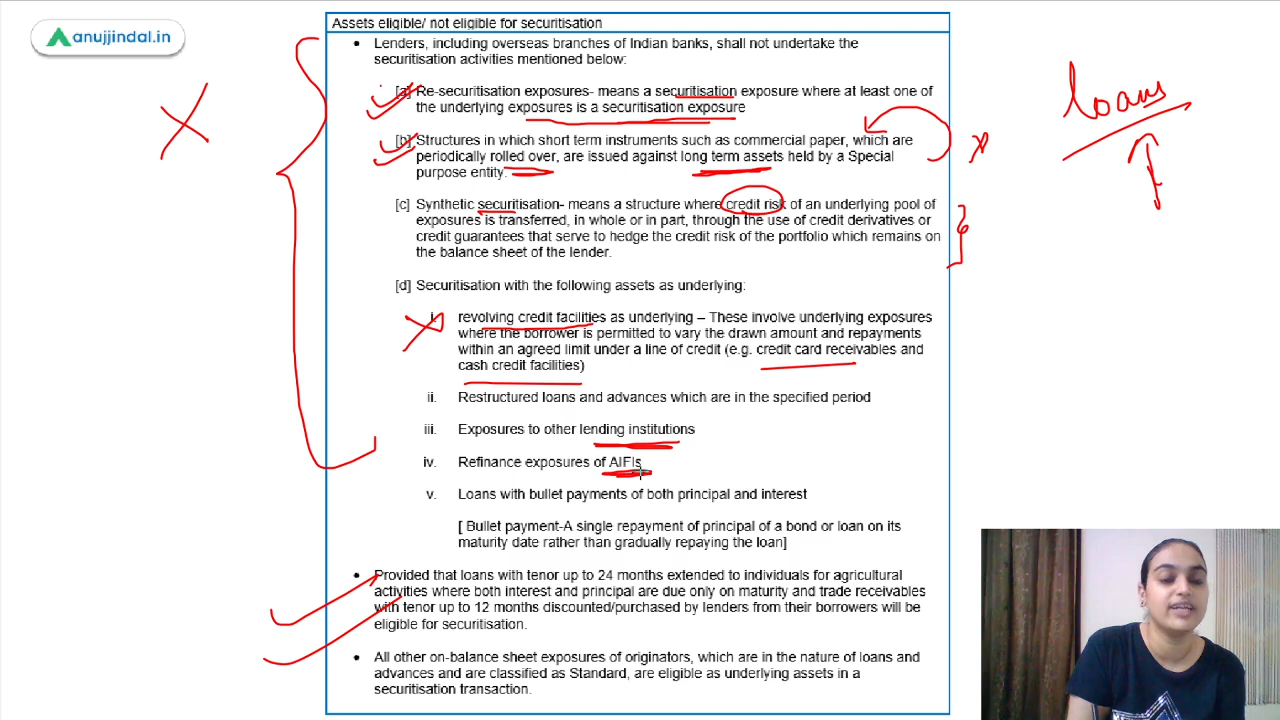 anujjindal.in
Assets eligible/ not eligible for securitisation
• Lenders, including overseas branches of Indian banks, shall not undertake the
securitisation activities mentioned below:
[a] Re-securitisation exposures- means a securitisation exposure where at least one of
the underlying exposures is a securitisation exposure
[b] Structures in which short term instruments such as commercial paper, which are
periodically rolled over, are issued against long term assets held by a Special
purpose entity.
[c] Synthetic securitisation- means a structure where credit risk of an underlying pool of
exposures is transferred, in whole or in part, through the use of credit derivatives or
credit guarantees that serve to hedge the credit risk of the portfolio which remains on
the balance sheet of the lender.
[d] Securitisation with the following assets as underlying:
i. revolving credit facilities as underlying – These involve underlying exposures
where the borrower is permitted to vary the drawn amount and repayments
within an agreed limit under a line of credit (e.g. credit card receivables and
cash credit facilities)
ii. Restructured loans and advances which are in the specified period
iii. Exposures to other lending institutions
iv. Refinance exposures of AIFIs
v. Loans with bullet payments of both principal and interest
[ Bullet payment-A single repayment of principal of a bond or loan on its
maturity date rather than gradually repaying the loan]
• Provided that loans with tenor up to 24 months extended to individuals for agricultural
activities where both interest and principal are due only on maturity and trade receivables
with tenor up to 12 months discounted/purchased by lenders from their borrowers will be
eligible for securitisation.
• All other on-balance sheet exposures of originators, which are in the nature of loans and
advances and are classified as Standard, are eligible as underlying assets in a
securitisation transaction.
loans